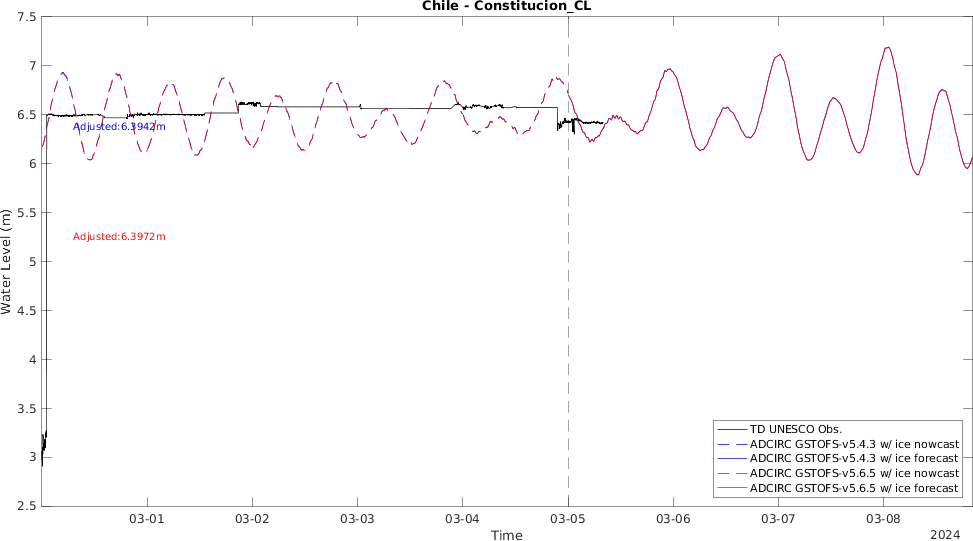 Chile - Constitucion_CL
7.5
7
6.5
6
5.5
5
4.5
4
3.5
3
2.5
Water Level (m)
Adjusted:6.3942m
Adjusted:6.3972m
TD UNESCO Obs.
ADCIRC GSTOFS-v5.4.3 w/ ice nowcast
ADCIRC GSTOFS-v5.4.3 w/ ice forecast
ADCIRC GSTOFS-v5.6.5 w/ ice nowcast
ADCIRC GSTOFS-v5.6.5 w/ ice forecast
03-01 03-02 03-03 03-04 03-05 03-06 03-07 03-08
Time
2024